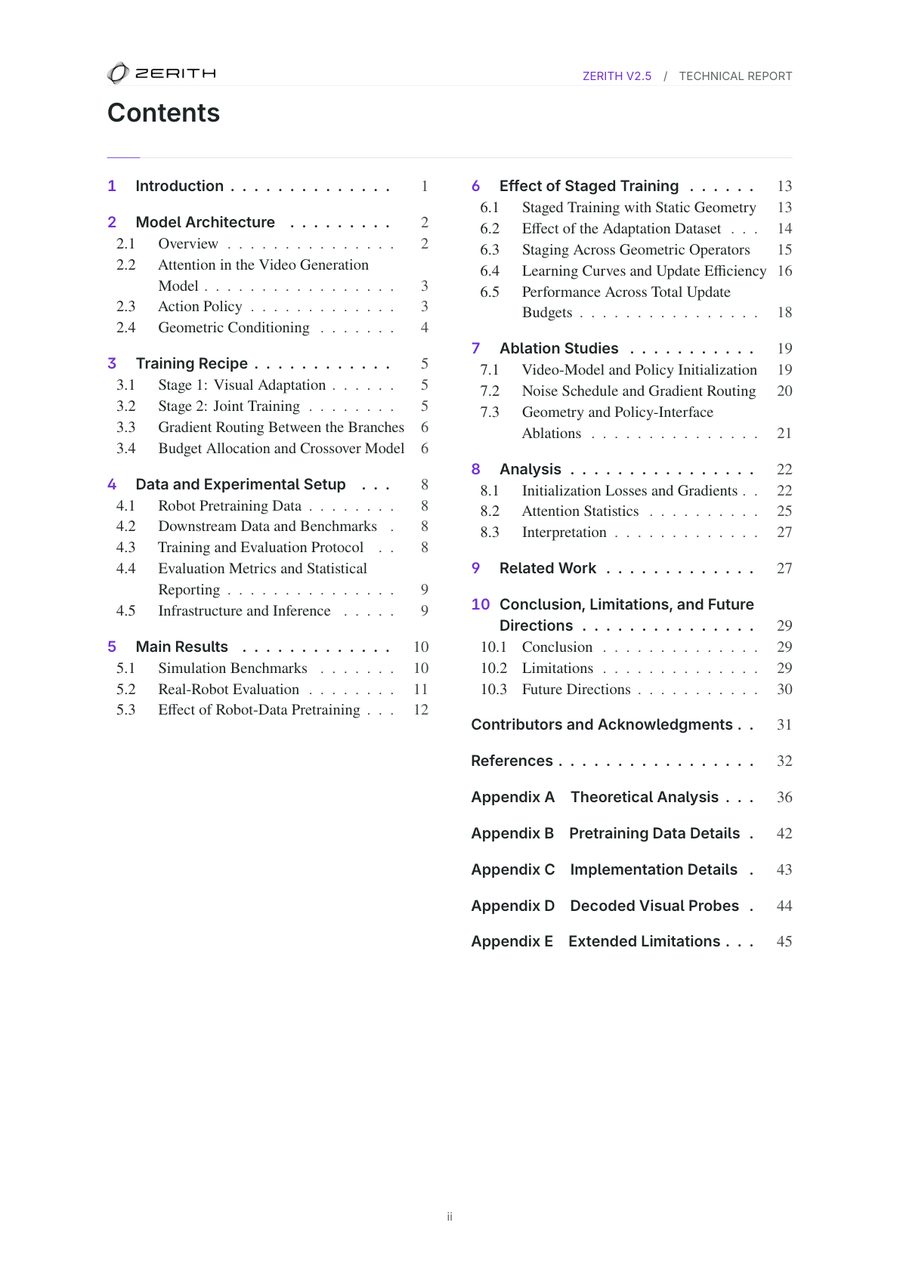 ZERITH
ZERITH V2.5 / TECHNICAL REPORT
Contents
1 Introduction . . . . . . . . . . . . . . 1
2 Model Architecture . . . . . . . . . 2
2.1 Overview . . . . . . . . . . . . . . . 2
2.2 Attention in the Video Generation
Model . . . . . . . . . . . . . . . . . 3
2.3 Action Policy . . . . . . . . . . . . . 3
2.4 Geometric Conditioning . . . . . . . 4
3 Training Recipe . . . . . . . . . . . . 5
3.1 Stage 1: Visual Adaptation . . . . . . 5
3.2 Stage 2: Joint Training . . . . . . . . 5
3.3 Gradient Routing Between the Branches 6
3.4 Budget Allocation and Crossover Model 6
4 Data and Experimental Setup . . . 8
4.1 Robot Pretraining Data . . . . . . . . 8
4.2 Downstream Data and Benchmarks . 8
4.3 Training and Evaluation Protocol . . 8
4.4 Evaluation Metrics and Statistical
Reporting . . . . . . . . . . . . . . . 9
4.5 Infrastructure and Inference . . . . . 9
5 Main Results . . . . . . . . . . . . . 10
5.1 Simulation Benchmarks . . . . . . . 10
5.2 Real-Robot Evaluation . . . . . . . . 11
5.3 Effect of Robot-Data Pretraining . . . 12
6 Effect of Staged Training . . . . . . 13
6.1 Staged Training with Static Geometry 13
6.2 Effect of the Adaptation Dataset . . . 14
6.3 Staging Across Geometric Operators 15
6.4 Learning Curves and Update Efficiency 16
6.5 Performance Across Total Update
Budgets . . . . . . . . . . . . . . . . 18
7 Ablation Studies . . . . . . . . . . . 19
7.1 Video-Model and Policy Initialization 19
7.2 Noise Schedule and Gradient Routing 20
7.3 Geometry and Policy-Interface
Ablations . . . . . . . . . . . . . . . 21
8 Analysis . . . . . . . . . . . . . . . . 22
8.1 Initialization Losses and Gradients . . 22
8.2 Attention Statistics . . . . . . . . . . 25
8.3 Interpretation . . . . . . . . . . . . . 27
9 Related Work . . . . . . . . . . . . . 27
10 Conclusion, Limitations, and Future
Directions . . . . . . . . . . . . . . . 29
10.1 Conclusion . . . . . . . . . . . . . . 29
10.2 Limitations . . . . . . . . . . . . . . 29
10.3 Future Directions . . . . . . . . . . . 30
Contributors and Acknowledgments . . 31
References . . . . . . . . . . . . . . . . . 32
Appendix A Theoretical Analysis . . . 36
Appendix B Pretraining Data Details . 42
Appendix C Implementation Details . 43
Appendix D Decoded Visual Probes . 44
Appendix E Extended Limitations . . . 45
ii